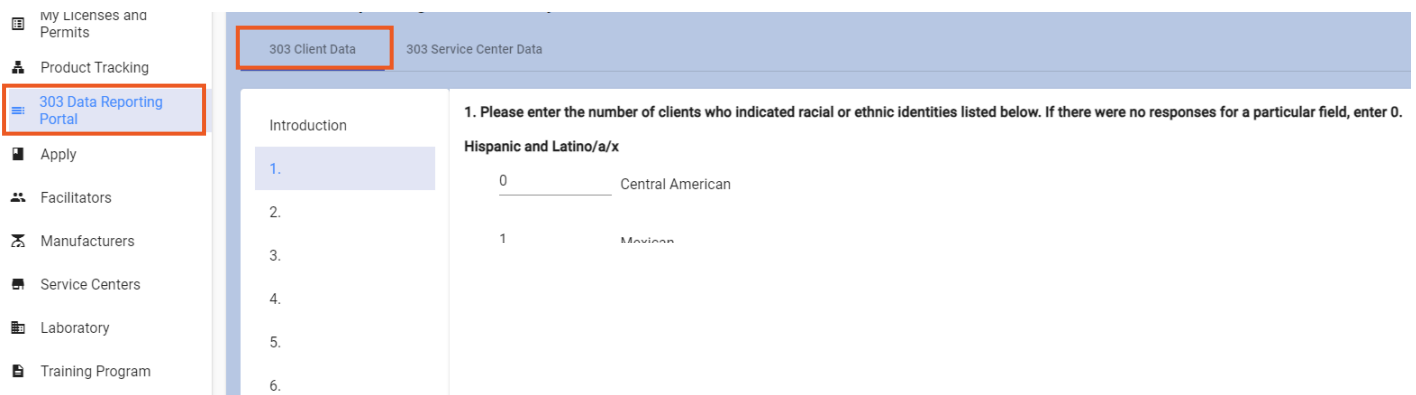 My Licenses and
Permits
Product Tracking
303 Data Reporting
Portal
Apply
Facilitators
Manufacturers
Service Centers
Laboratory
Training Program
303 Client Data
303 Service Center Data
Introduction
1.
2.
3.
4.
5.
6.
1. Please enter the number of clients who indicated racial or ethnic identities listed below. If there were no responses for a particular field, enter 0.
Hispanic and Latino/a/x
0 Central American
1 Mexican